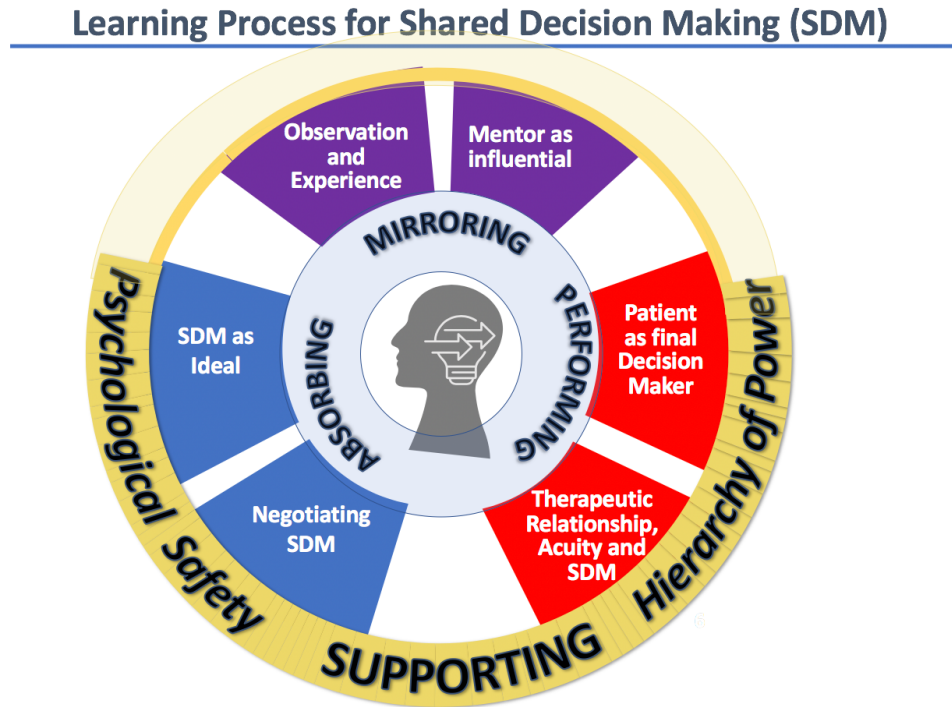 Learning Process for Shared Decision Making (SDM)
Observation
and
Experience
Mentor as
influential
MIRRORING
ABSORBING
PERFORMING
SDM as
Ideal
Patient
as final
Decision
Maker
Negotiating
SDM
Therapeutic
Relationship,
Acuity and
SDM
Psychological Safety
SUPPORTING
Hierarchy of Power